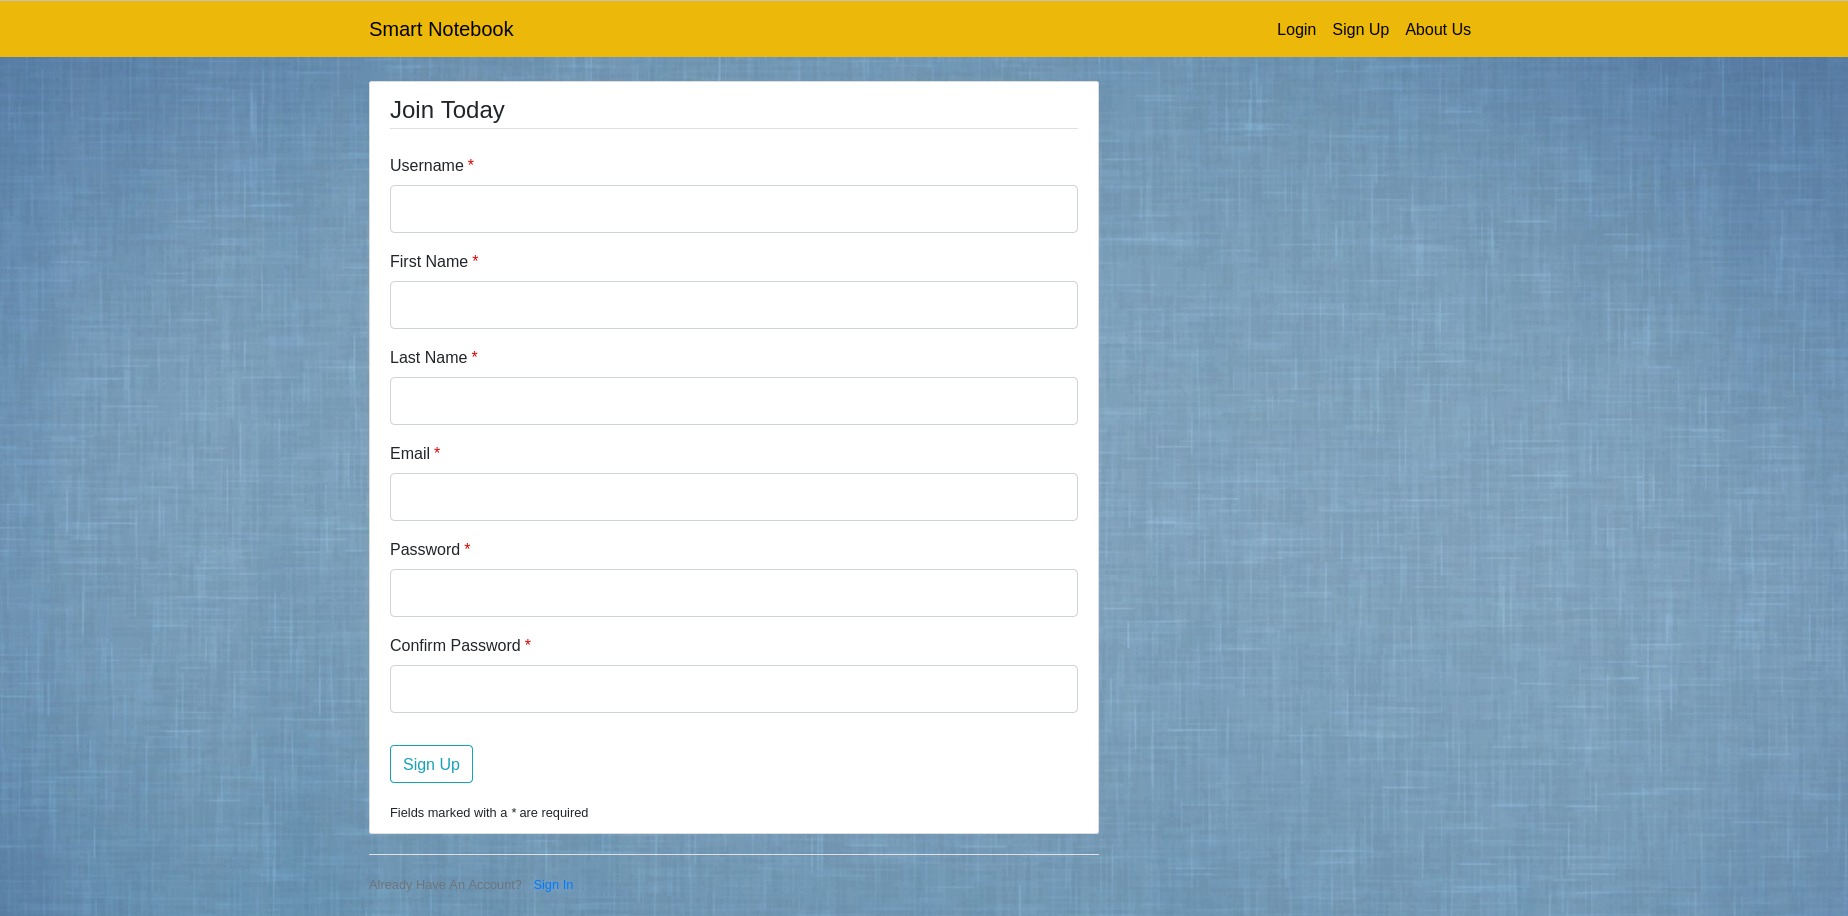 Smart Notebook Login Sign Up About Us
Join Today
Username *
First Name *
Last Name *
Email *
Password *
Confirm Password *
Sign Up
Fields marked with a * are required
Already Have An Account? Sign In